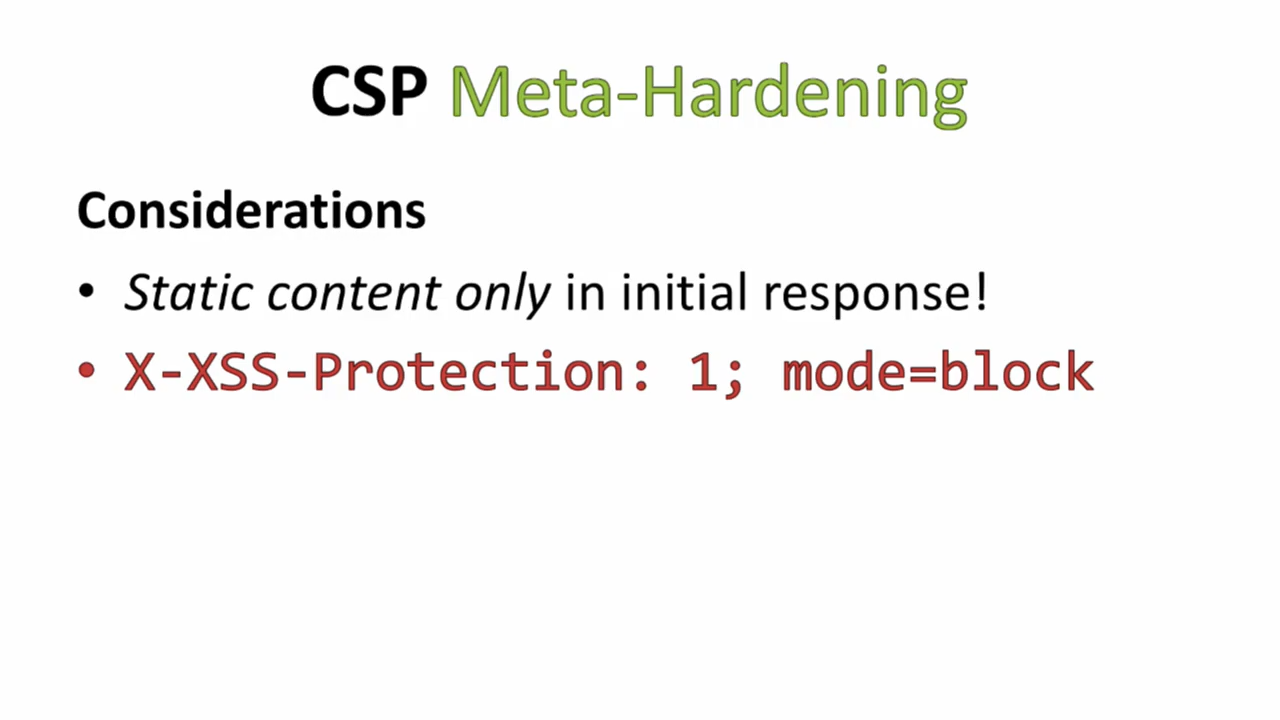 CSP Meta-Hardening
Considerations
• Static content only in initial response!
• X-XSS-Protection: 1; mode=block